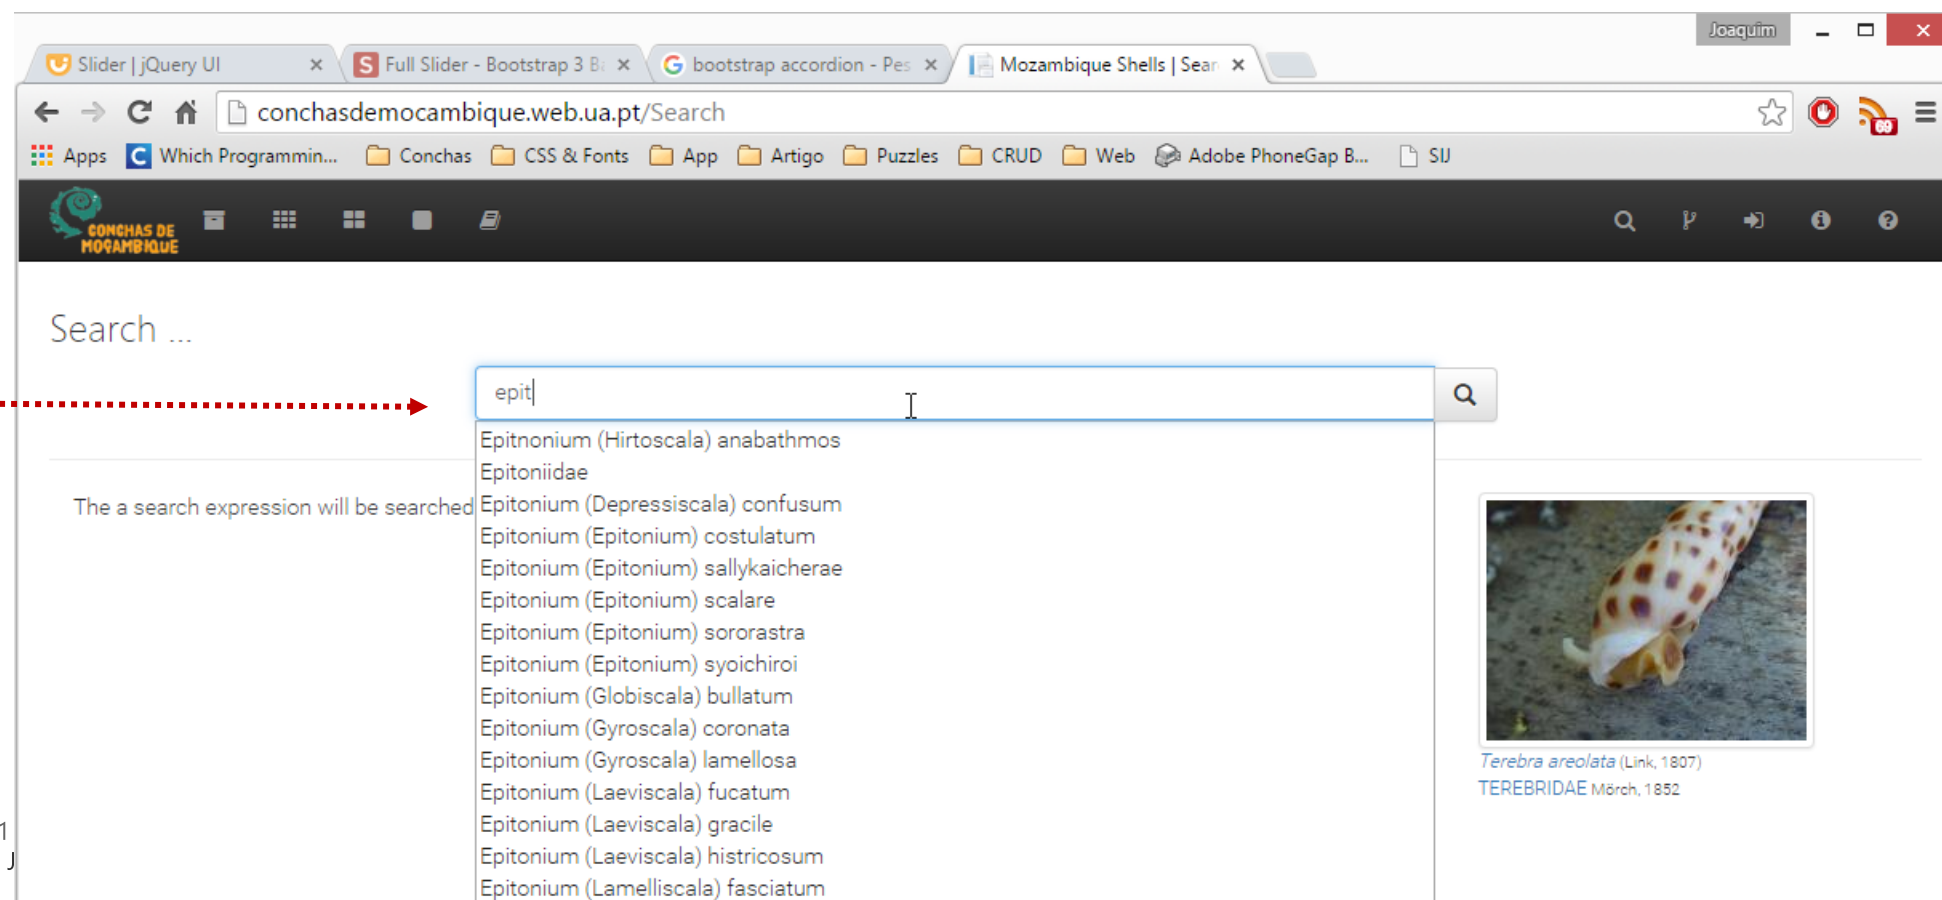 Joaquim
Slider | jQuery UI
Full Slider - Bootstrap 3 Ba
bootstrap accordion - Pes
Mozambique Shells | Sear
conchasdemocambique.web.ua.pt/Search
69
Apps
Which Programmin...
Conchas
CSS & Fonts
App
Artigo
Puzzles
CRUD
Web
Adobe PhoneGap B...
SIJ
CONCHAS DE
MOÇAMBIQUE
Search ...
epit
Epitnonium (Hirtoscala) anabathmos
Epitoniidae
The a search expression will be searched
Epitonium (Depressiscala) confusum
Epitonium (Epitonium) costulatum
Epitonium (Epitonium) sallykaicherae
Epitonium (Epitonium) scalare
Epitonium (Epitonium) sororastra
Epitonium (Epitonium) syoichiroi
Epitonium (Globiscala) bullatum
Epitonium (Gyroscala) coronata
Epitonium (Gyroscala) lamellosa
Epitonium (Laeviscala) fucatum
Epitonium (Laeviscala) gracile
Epitonium (Laeviscala) histricosum
Epitonium (Lamelliscala) fasciatum
Terebra areolata (Link, 1807)
TEREBRIDAE Mörch, 1852
1
J